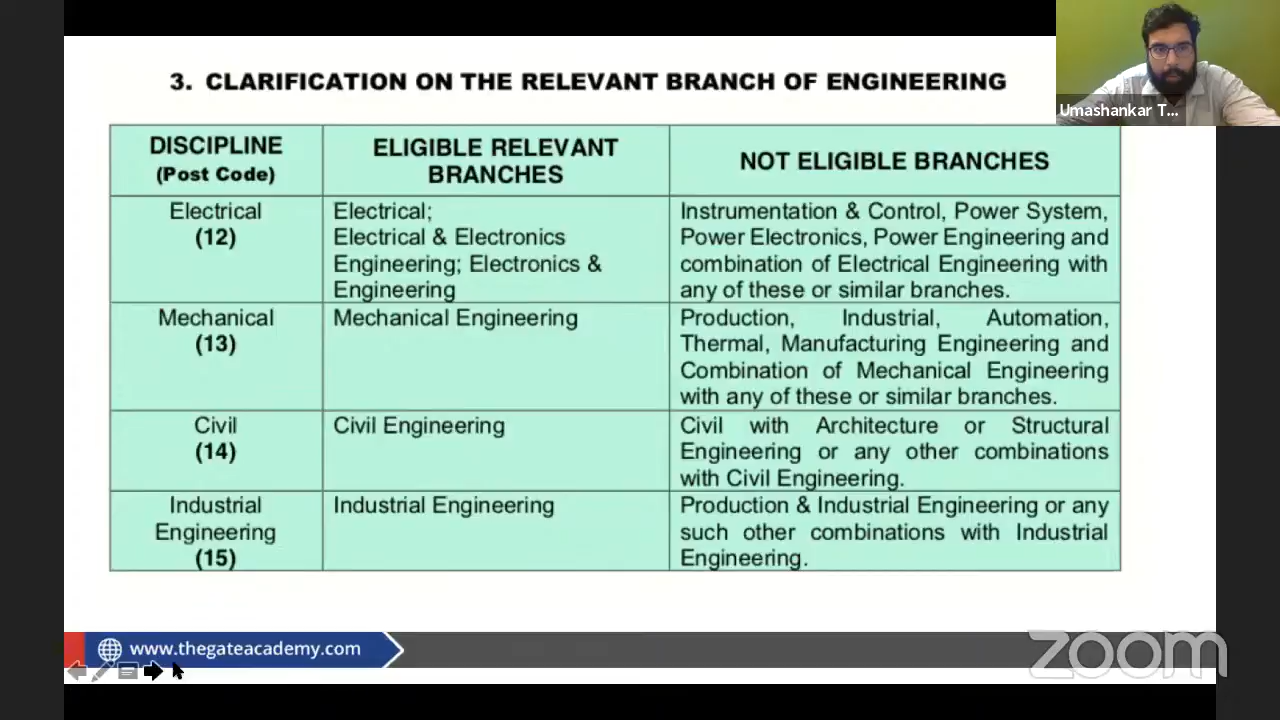 3. CLARIFICATION ON THE RELEVANT BRANCH OF ENGINEERING
Umashankar T...
DISCIPLINE
(Post Code)
ELIGIBLE RELEVANT
BRANCHES
NOT ELIGIBLE BRANCHES
Electrical
(12)
Electrical;
Electrical & Electronics
Engineering; Electronics &
Engineering
Instrumentation & Control, Power System,
Power Electronics, Power Engineering and
combination of Electrical Engineering with
any of these or similar branches.
Mechanical
(13)
Mechanical Engineering
Production, Industrial, Automation,
Thermal, Manufacturing Engineering and
Combination of Mechanical Engineering
with any of these or similar branches.
Civil
(14)
Civil Engineering
Civil with Architecture or Structural
Engineering or any other combinations
with Civil Engineering.
Industrial
Engineering
(15)
Industrial Engineering
Production & Industrial Engineering or any
such other combinations with Industrial
Engineering.
www.thegateacademy.com
zoom